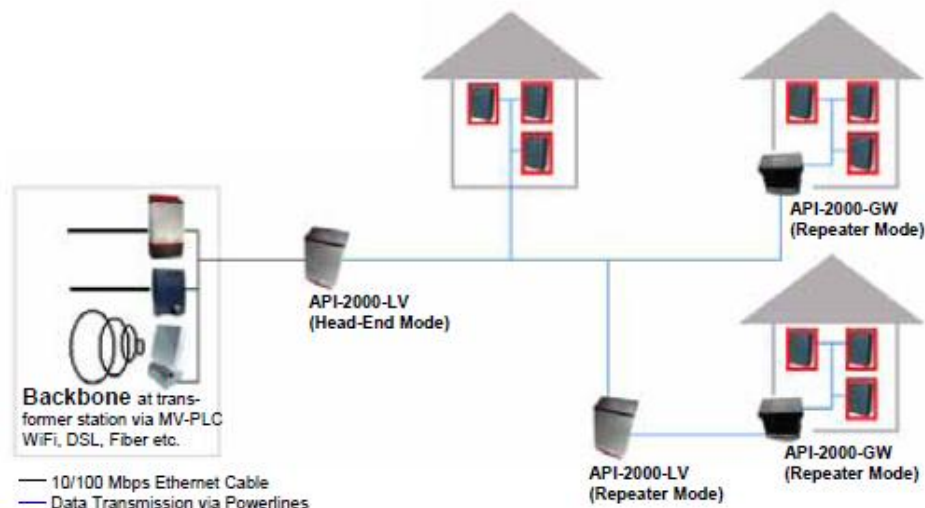 API-2000-GW
(Repeater Mode)
API-2000-LV
(Head-End Mode)
Backbone at trans-
former station via MV-PLC
WiFi, DSL, Fiber etc.
API-2000-LV
(Repeater Mode)
API-2000-GW
(Repeater Mode)
10/100 Mbps Ethernet Cable
Data Transmission via Powerlines